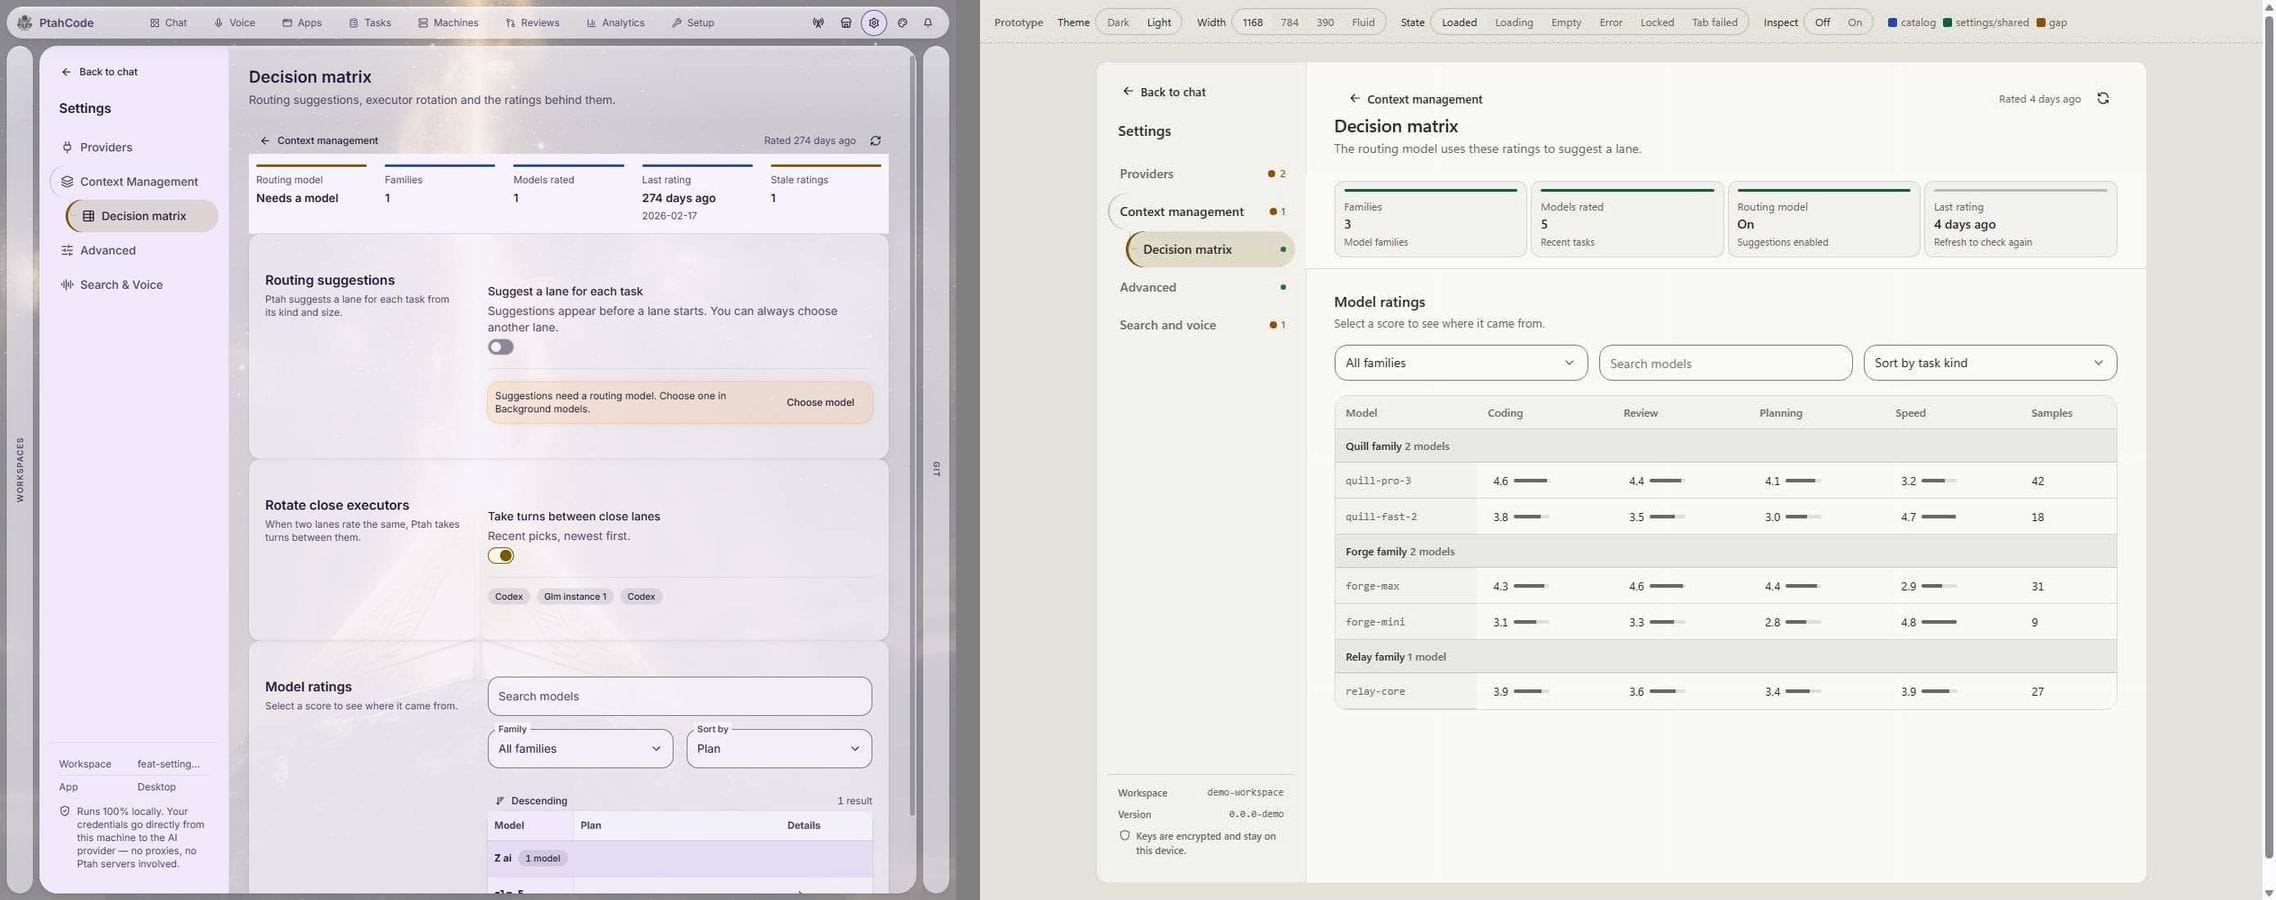 PtahCode
Chat
Voice
Apps
Tasks
Machines
Reviews
Analytics
Setup
WORKSPACES
Back to chat
Settings
Providers
Context Management
Decision matrix
Advanced
Search & Voice
Workspace feat-setting...
App Desktop
Runs 100% locally. Your
credentials go directly from
this machine to the AI
provider — no proxies, no
Ptah servers involved.
Decision matrix
Routing suggestions, executor rotation and the ratings behind them.
Context management
Rated 274 days ago
Routing model
Needs a model
Families
1
Models rated
1
Last rating
274 days ago
2026-02-17
Stale ratings
1
Routing suggestions
Ptah suggests a lane for each task from
its kind and size.
Suggest a lane for each task
Suggestions appear before a lane starts. You can always choose
another lane.
Suggestions need a routing model. Choose one in
Background models.
Choose model
Rotate close executors
When two lanes rate the same, Ptah takes
turns between them.
Take turns between close lanes
Recent picks, newest first.
Codex
Glm instance 1
Codex
Model ratings
Select a score to see where it came from.
Search models
Family
All families
Sort by
Plan
Descending
1 result
Model Plan Details
Z ai 1 model
GIT
Prototype Theme Dark Light Width 1168 784 390 Fluid State Loaded Loading Empty Error Locked Tab failed Inspect Off On catalog settings/shared gap
Back to chat
Settings
Providers 2
Context management 1
Decision matrix
Advanced
Search and voice 1
Workspace demo-workspace
Version 0.0.0-demo
Keys are encrypted and stay on
this device.
Context management
Rated 4 days ago
Decision matrix
The routing model uses these ratings to suggest a lane.
Families
3
Model families
Models rated
5
Recent tasks
Routing model
On
Suggestions enabled
Last rating
4 days ago
Refresh to check again
Model ratings
Select a score to see where it came from.
All families
Search models
Sort by task kind
Model Coding Review Planning Speed Samples
Quill family 2 models
quill-pro-3 4.6 4.4 4.1 3.2 42
quill-fast-2 3.8 3.5 3.0 4.7 18
Forge family 2 models
forge-max 4.3 4.6 4.4 2.9 31
forge-mini 3.1 3.3 2.8 4.8 9
Relay family 1 model
relay-core 3.9 3.6 3.4 3.9 27